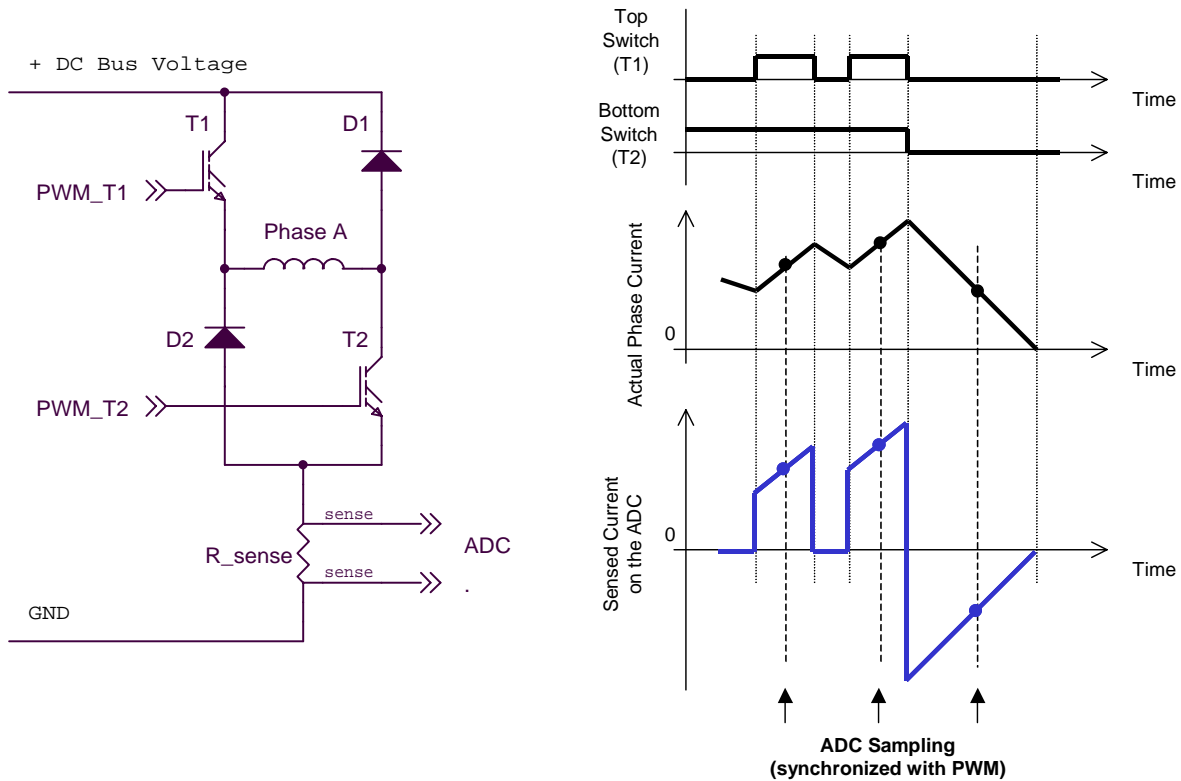 + DC Bus Voltage
T1
D1
PWM_T1
Phase A
D2
T2
PWM_T2
sense
R_sense
ADC
sense
.
GND
Top
Switch
(T1)
Time
Bottom
Switch
(T2)
Time
Actual Phase Current
0
Time
Sensed Current
on the ADC
0
Time
ADC Sampling
(synchronized with PWM)